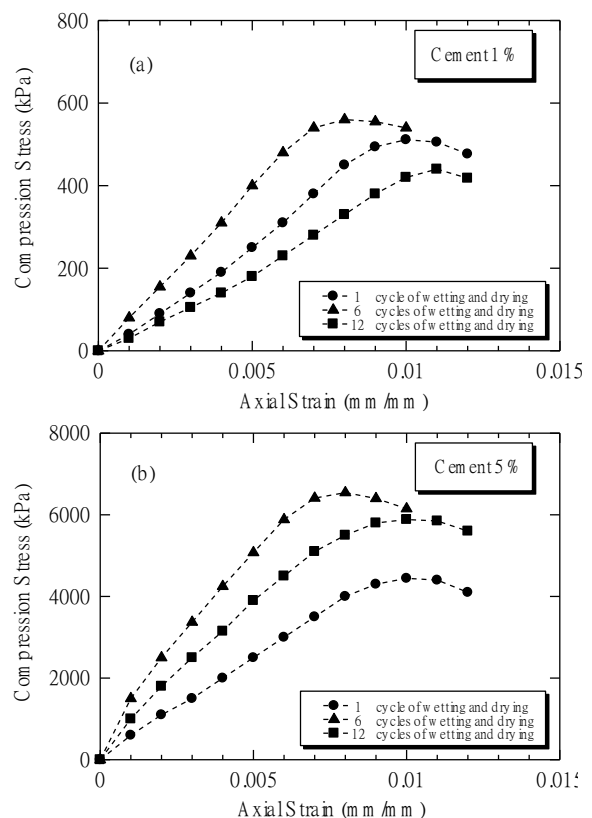 800
(a)
Cement 1 %
600
400
200
0
Compression Stress (kPa)
1 cycle of wetting and drying
6 cycles of wetting and drying
12 cycles of wetting and drying
0 0.005 0.01 0.015
Axial Strain (mm/mm)
8000
(b)
Cement 5 %
6000
4000
2000
0
Compression Stress (kPa)
1 cycle of wetting and drying
6 cycles of wetting and drying
12 cycles of wetting and drying
0 0.005 0.01 0.015
Axial Strain (mm/mm)